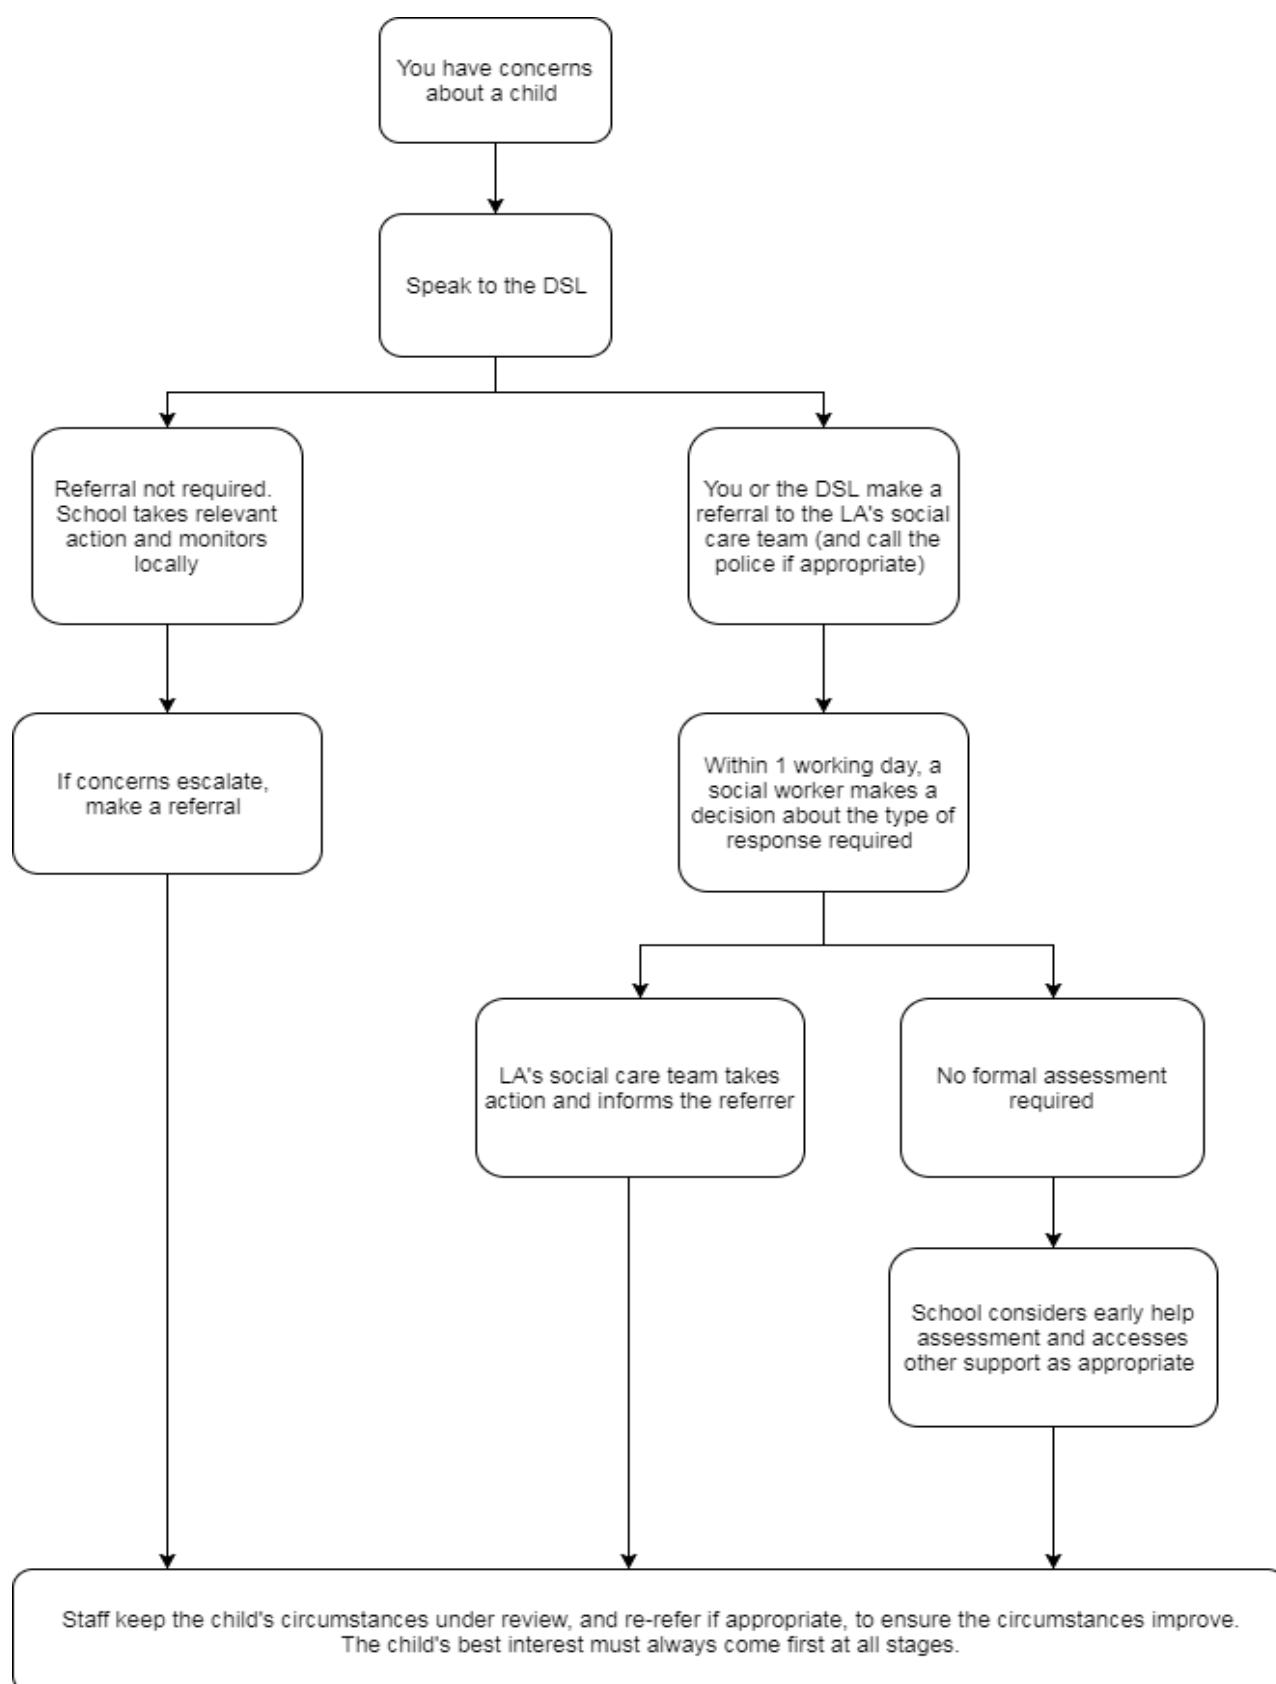 You have concerns
about a child
Speak to the DSL
Referral not required.
School takes relevant
action and monitors
locally
You or the DSL make a
referral to the LA's social
care team (and call the
police if appropriate)
If concerns escalate,
make a referral
Within 1 working day, a
social worker makes a
decision about the type of
response required
LA's social care team takes
action and informs the referrer
No formal assessment
required
School considers early help
assessment and accesses
other support as appropriate
Staff keep the child's circumstances under review, and re-refer if appropriate, to ensure the circumstances improve.
The child's best interest must always come first at all stages.